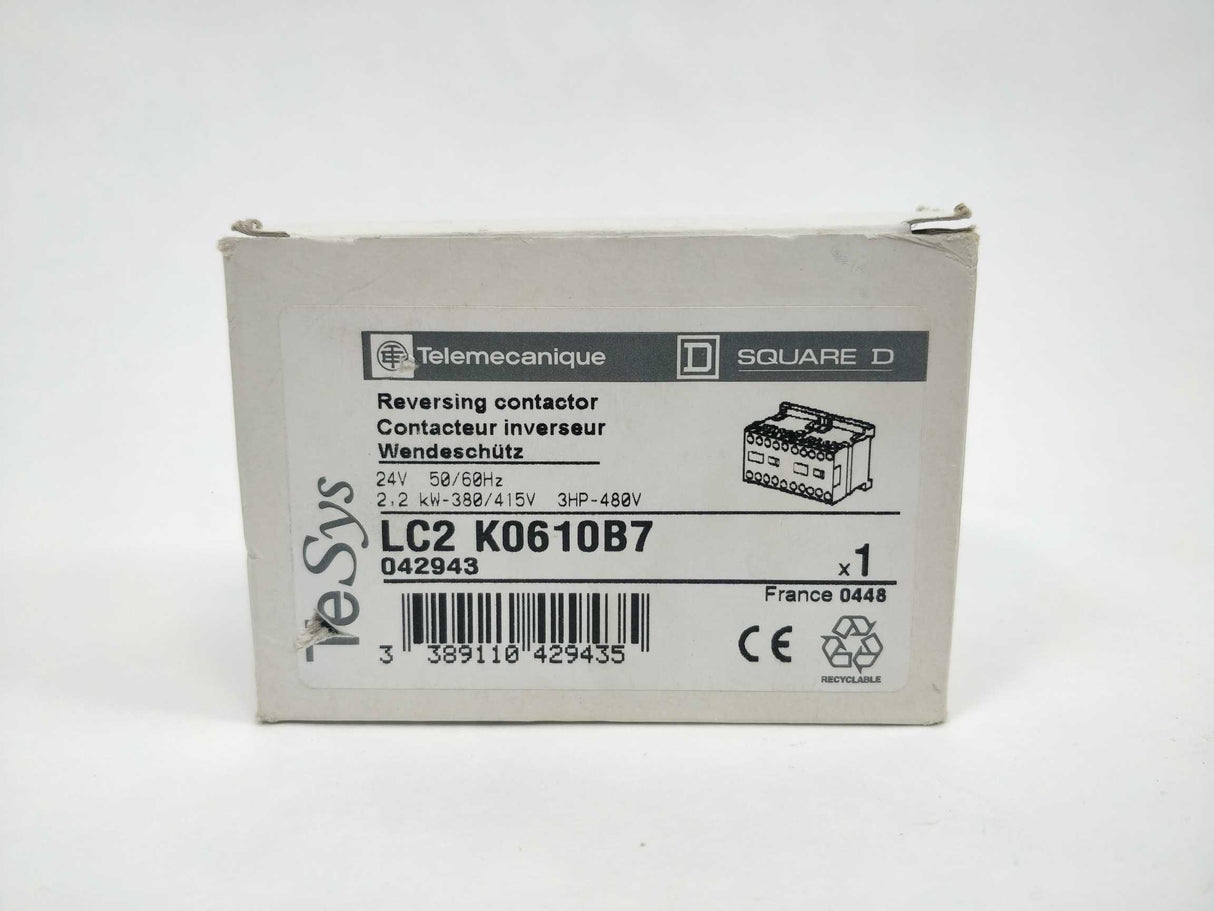 Telemecanique D SQUARE D
Reversing contactor
Contacteur inverseur
Wendeschütz
24V 50/60Hz
2,2 kW-380/415V 3HP-480V
LC2 K0610B7
042943
x1
France 0448
TeSys
3 389110 429435
CE
RECYCLABLE